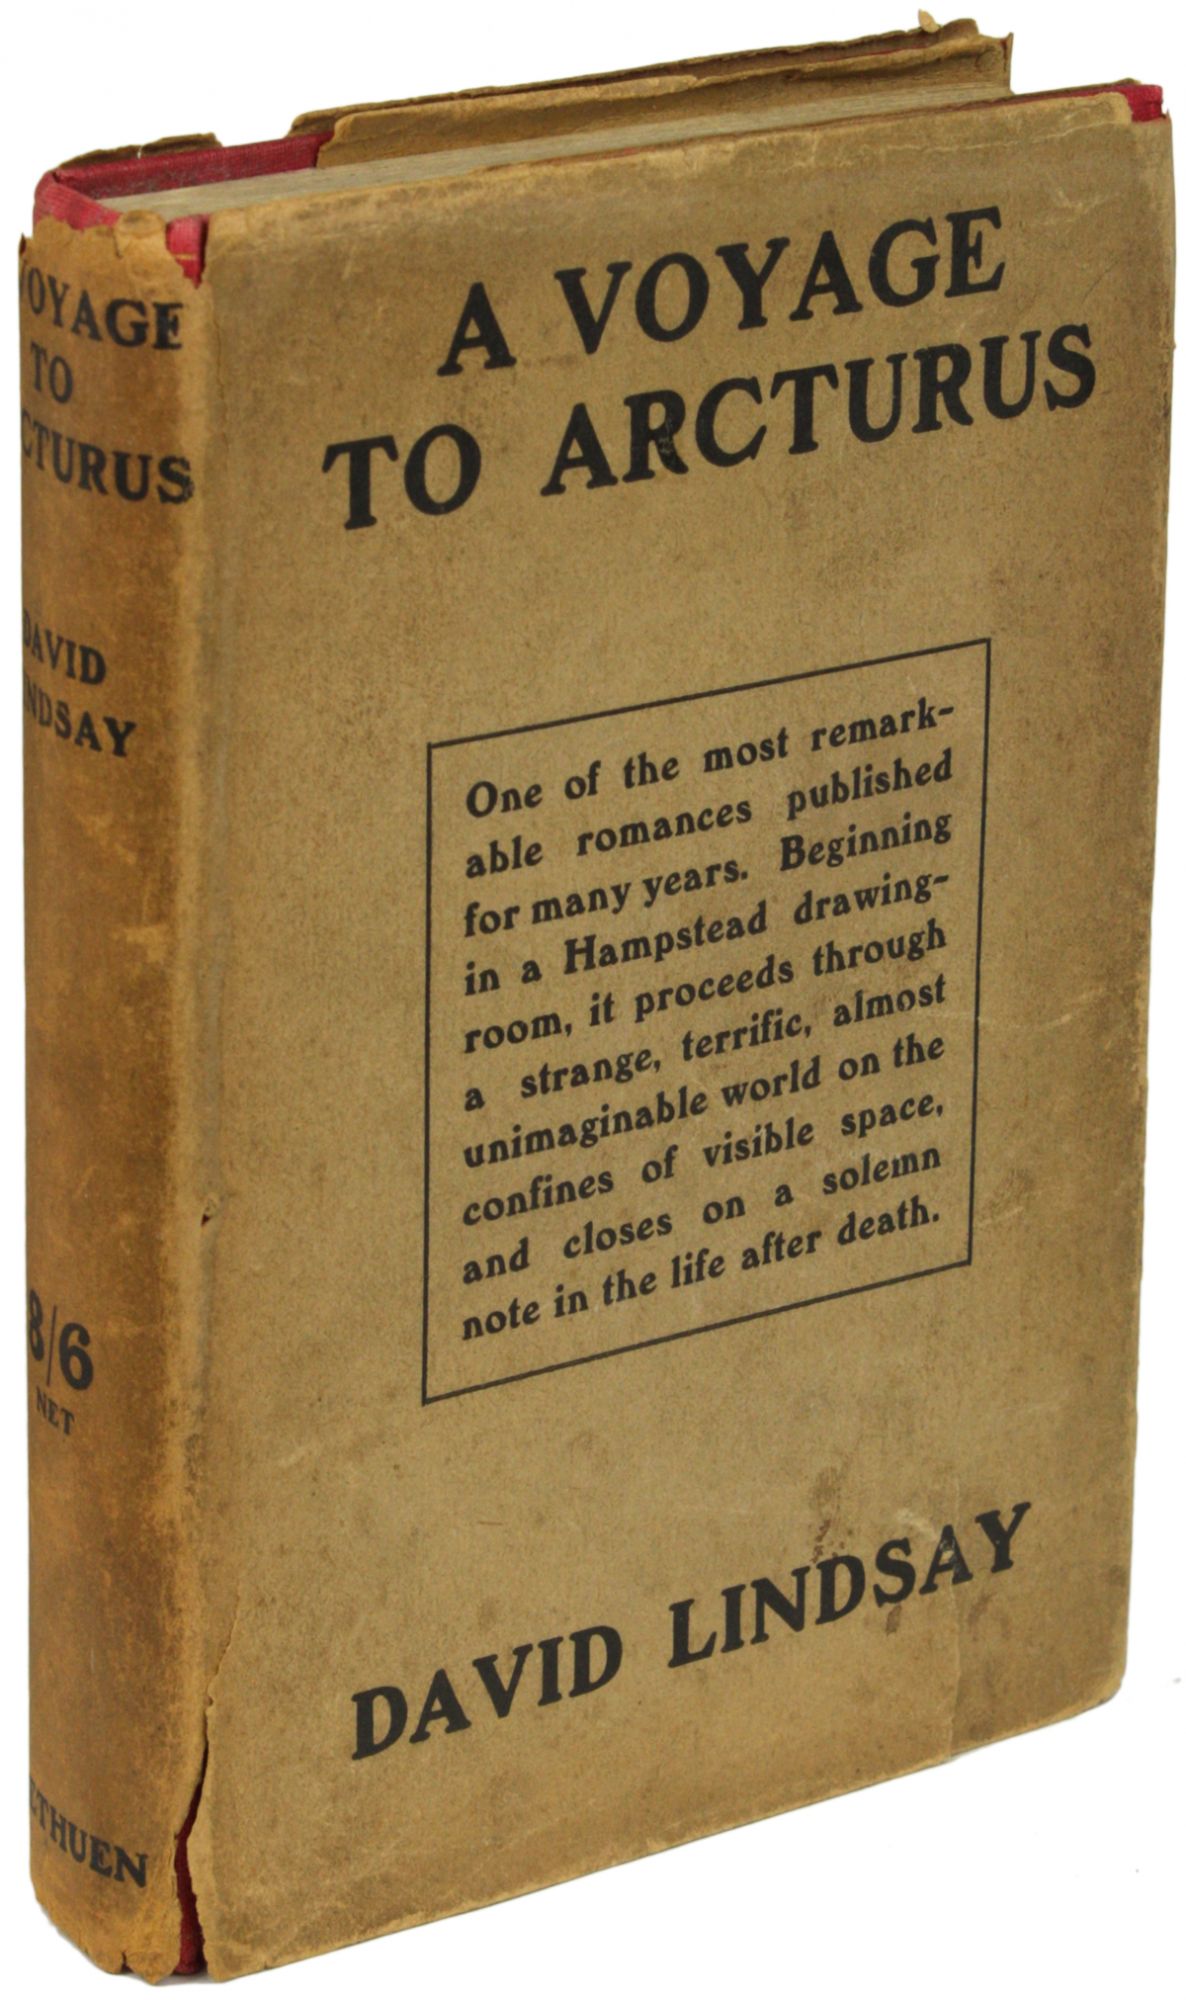 VOYAGE
TO
CTURUS
DAVID
NDSAY
8/6
NET
ETHUEN
A VOYAGE
TO ARCTURUS
One of the most remark-
able romances published
for many years. Beginning
in a Hampstead drawing-
room, it proceeds through
a strange, terrific, almost
unimaginable world on the
confines of visible space,
and closes on a solemn
note in the life after death.
DAVID LINDSAY